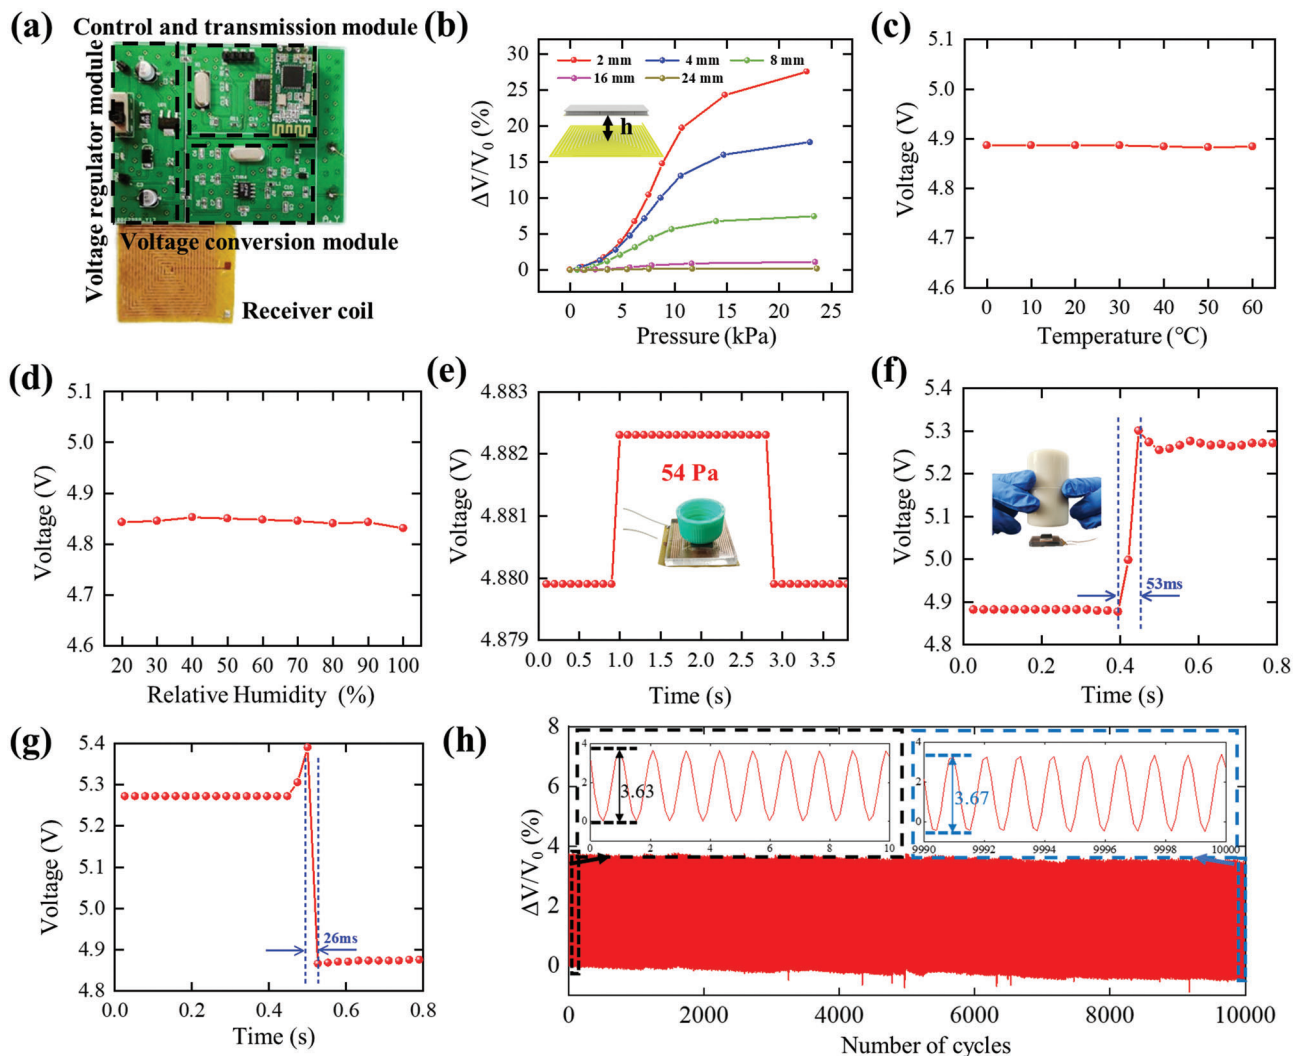 (a)
Control and transmission module
Voltage regulator module
Voltage conversion module
Receiver coil
(b)
30
25
20
15
10
5
0
ΔV/V₀ (%)
2 mm 4 mm 8 mm
16 mm 24 mm
h
0 5 10 15 20 25
Pressure (kPa)
(c)
5.1
5.0
4.9
4.8
4.7
4.6
Voltage (V)
0 10 20 30 40 50 60
Temperature (°C)
(d)
5.1
5.0
4.9
4.8
4.7
4.6
Voltage (V)
20 30 40 50 60 70 80 90 100
Relative Humidity (%)
(e)
4.883
4.882
4.881
4.880
4.879
Voltage (V)
54 Pa
0.0 0.5 1.0 1.5 2.0 2.5 3.0 3.5
Time (s)
(f)
5.4
5.3
5.2
5.1
5.0
4.9
4.8
Voltage (V)
53ms
0.0 0.2 0.4 0.6 0.8
Time (s)
(g)
5.4
5.3
5.2
5.1
5.0
4.9
4.8
Voltage (V)
26ms
0.0 0.2 0.4 0.6 0.8
Time (s)
(h)
8
6
4
2
0
ΔV/V₀ (%)
4
2
0
3.63
0 2 4 6 8 10
4
2
0
3.67
9990 9992 9994 9996 9998 10000
0 2000 4000 6000 8000 10000
Number of cycles